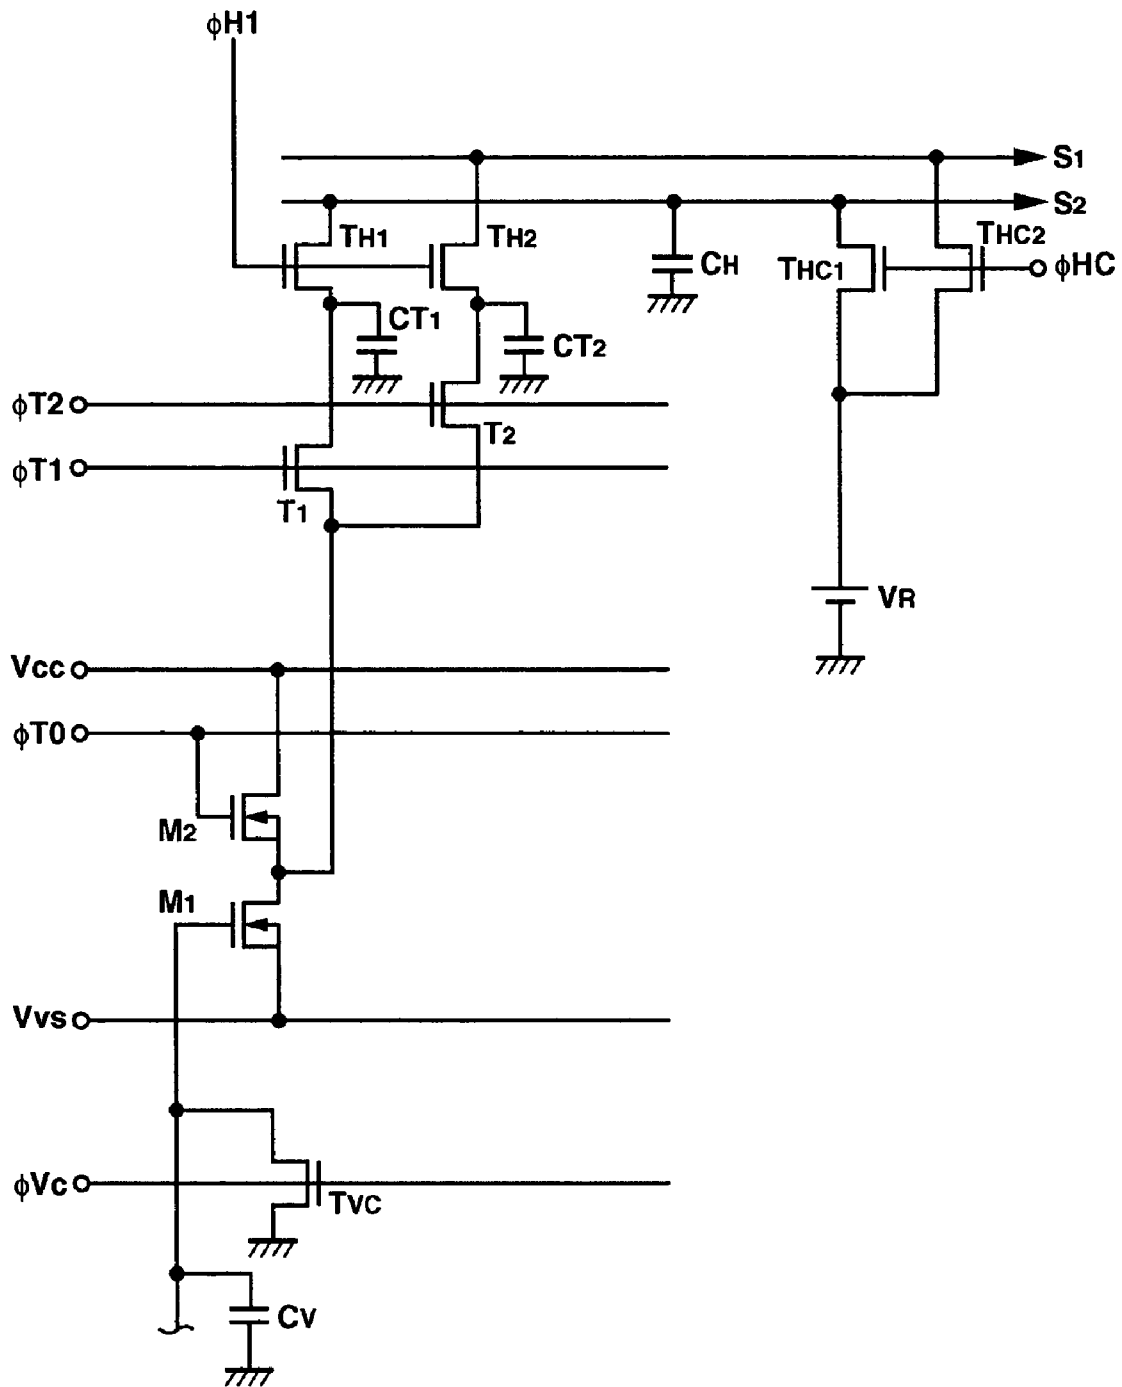 φH1
S1
S2
TH1
TH2
THC2
CH
THC1
φHC
CT1
CT2
φT2
T2
φT1
T1
VR
Vcc
φT0
M2
M1
Vvs
φVc
TVC
CV